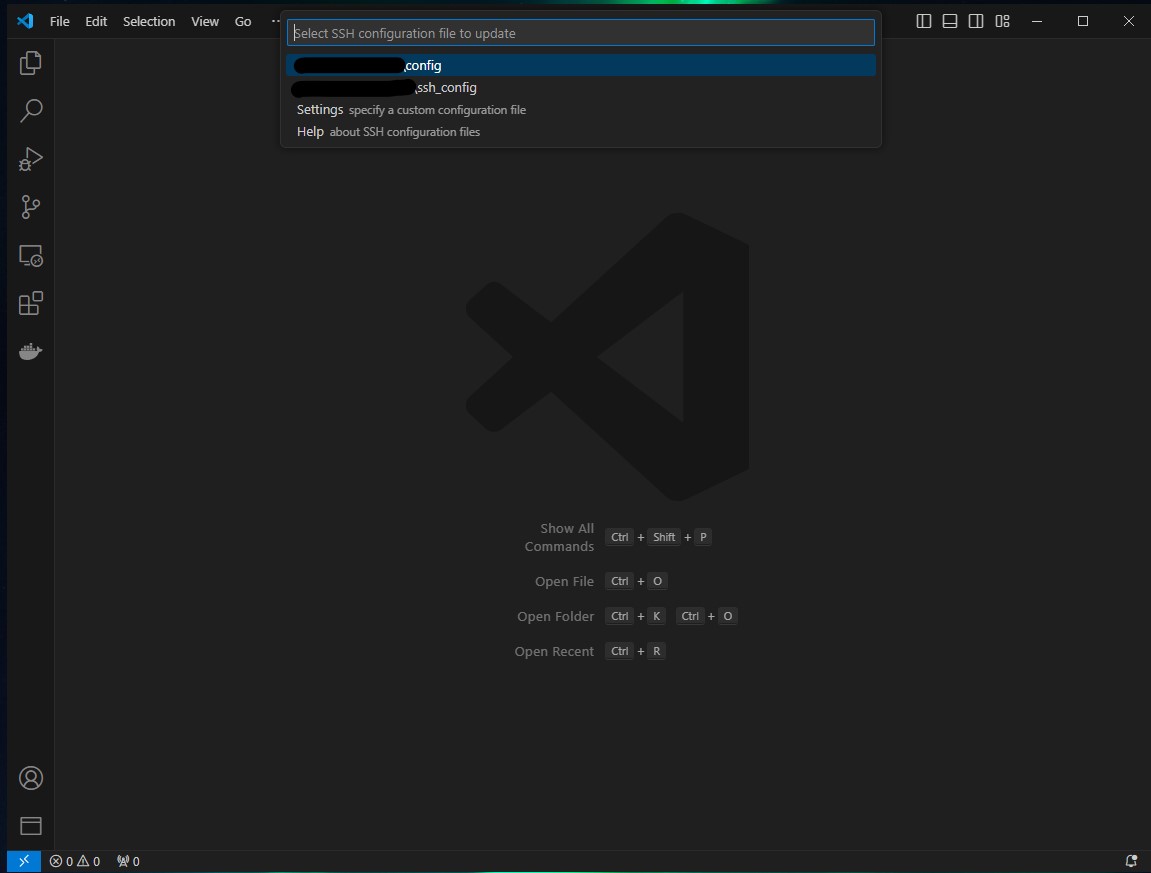 File Edit Selection View Go ··
Select SSH configuration file to update
\config
\ssh_config
Settings specify a custom configuration file
Help about SSH configuration files
Show All
Commands Ctrl + Shift + P
Open File Ctrl + O
Open Folder Ctrl + K Ctrl + O
Open Recent Ctrl + R
0 0 0